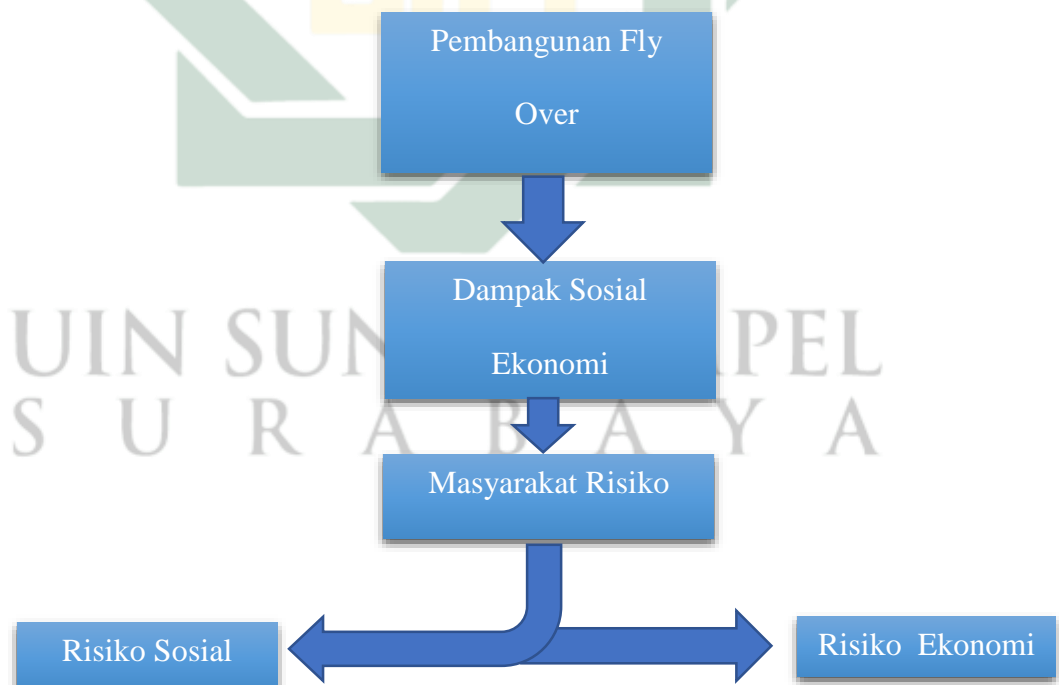 Pembangunan Fly
Over
Dampak Sosial
Ekonomi
UIN SUN PEL
S U R A B A Y A
Masyarakat Risiko
Risiko Sosial
Risiko Ekonomi